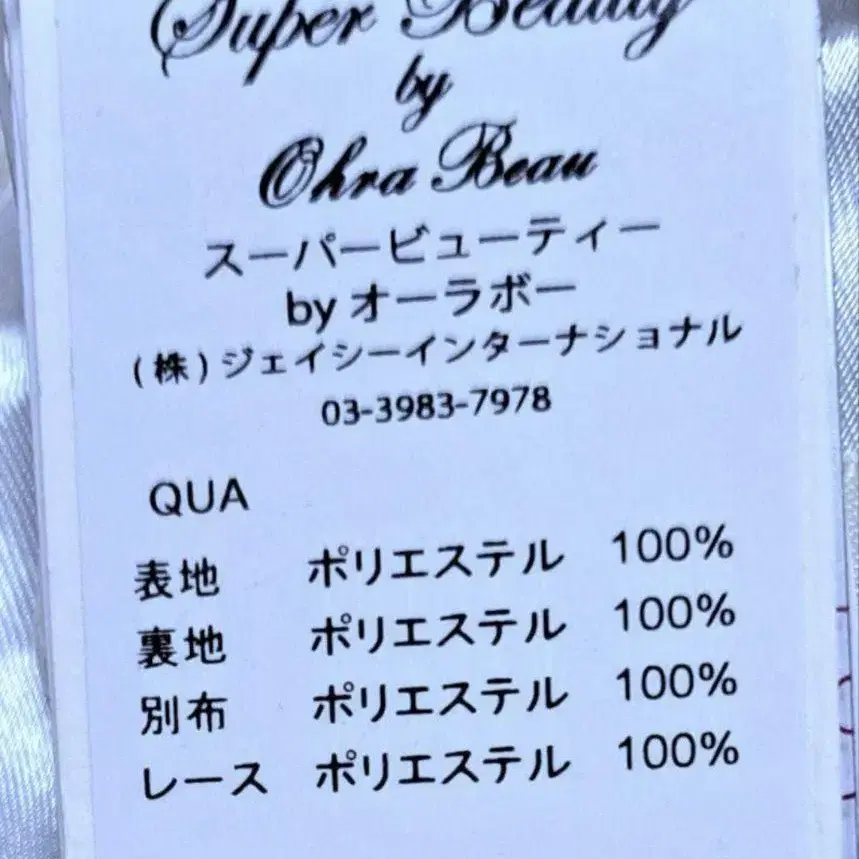 Super Beauty
by
Ohra Beau
スーパービューティー
by オーラボー
(株)ジェイシーインターナショナル
03-3983-7978
QUA
表地 ポリエステル 100%
裏地 ポリエステル 100%
別布 ポリエステル 100%
レース ポリエステル 100%